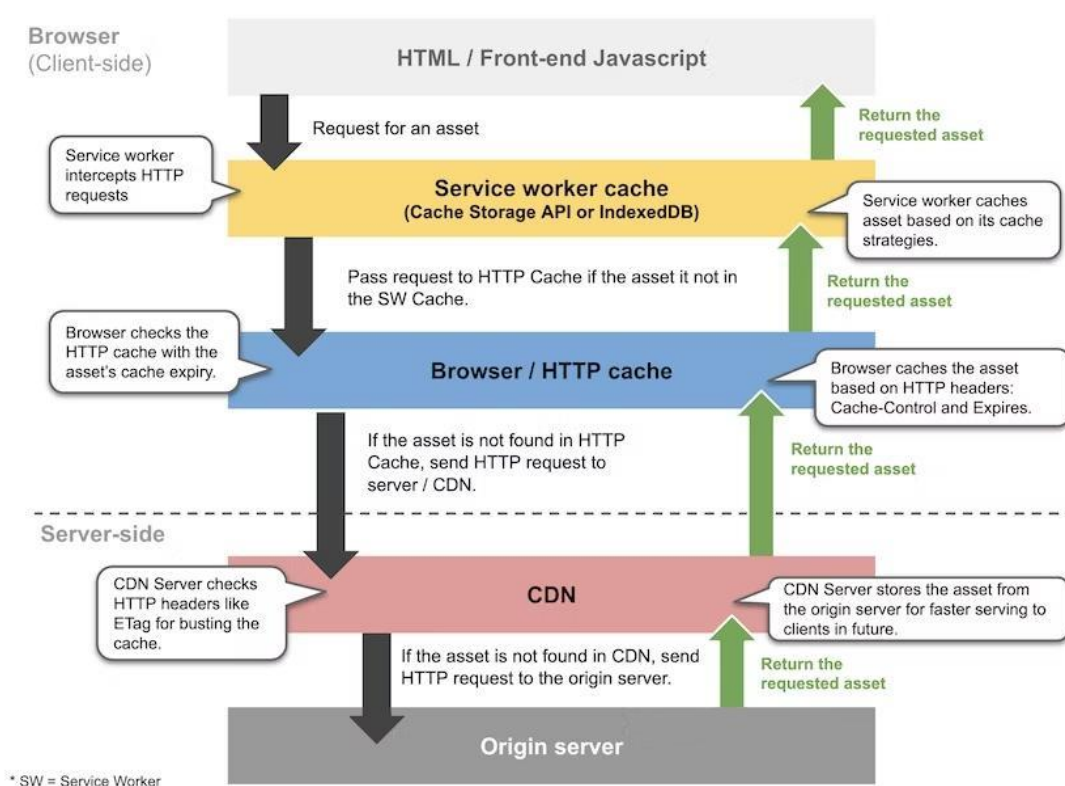 Browser
(Client-side)
HTML / Front-end Javascript
Request for an asset
Return the
requested asset
Service worker
intercepts HTTP
requests
Service worker cache
(Cache Storage API or IndexedDB)
Service worker caches
asset based on its cache
strategies.
Pass request to HTTP Cache if the asset it not in
the SW Cache.
Return the
requested asset
Browser checks the
HTTP cache with the
asset's cache expiry.
Browser / HTTP cache
Browser caches the asset
based on HTTP headers:
Cache-Control and Expires.
If the asset is not found in HTTP
Cache, send HTTP request to
server / CDN.
Return the
requested asset
Server-side
CDN Server checks
HTTP headers like
ETag for busting the
cache.
CDN
CDN Server stores the asset from
the origin server for faster serving to
clients in future.
If the asset is not found in CDN, send
HTTP request to the origin server.
Return the
requested asset
Origin server
* SW = Service Worker